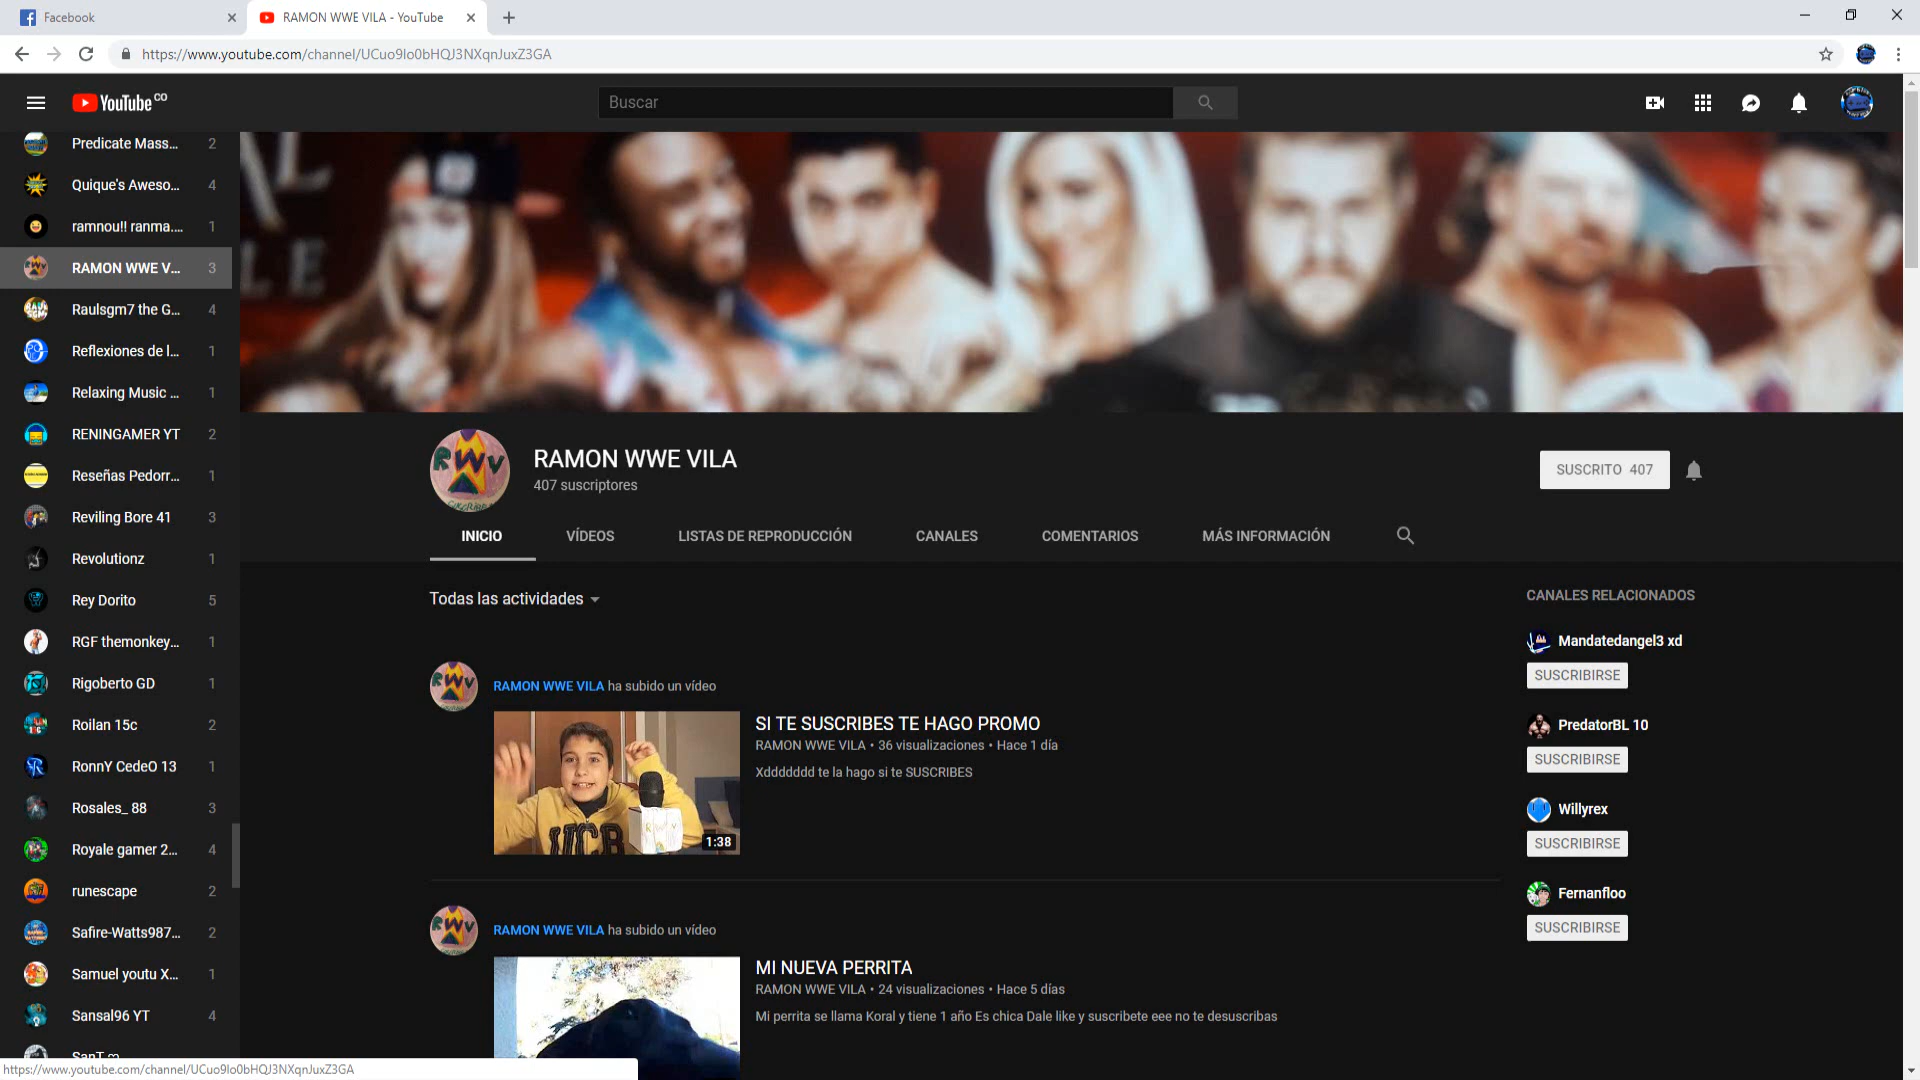 Facebook
RAMON WWE VILA - YouTube
https://www.youtube.com/channel/UCuo9lo0bHQJ3NXqnJuxZ3GA
YouTube CO
Buscar
Predicate Mass... 2
Quique's Aweso... 4
ramnou!! ranma.... 1
RAMON WWE V... 3
Raulsgm7 the G... 4
Reflexiones de l... 1
Relaxing Music ... 1
RENINGAMER YT 2
Reseñas Pedorr... 1
Reviling Bore 41 3
Revolutionz 1
Rey Dorito 5
RGF themonkey... 1
Rigoberto GD 1
Roilan 15c 2
RonnY CedeO 13 1
Rosales_ 88 3
Royale gamer 2... 4
runescape 2
Safire-Watts987... 2
Samuel youtu X... 1
Sansal96 YT 4
RAMON WWE VILA
407 suscriptores
SUSCRITO 407
INICIO
VÍDEOS
LISTAS DE REPRODUCCIÓN
CANALES
COMENTARIOS
MÁS INFORMACIÓN
Todas las actividades
RAMON WWE VILA ha subido un vídeo
UCB
1:38
SI TE SUSCRIBES TE HAGO PROMO
RAMON WWE VILA • 36 visualizaciones • Hace 1 día
Xddddddd te la hago si te SUSCRIBES
RAMON WWE VILA ha subido un vídeo
MI NUEVA PERRITA
RAMON WWE VILA • 24 visualizaciones • Hace 5 días
Mi perrita se llama Koral y tiene 1 año Es chica Dale like y suscribete eee no te desuscribas
CANALES RELACIONADOS
Mandatedangel3 xd
SUSCRIBIRSE
PredatorBL 10
SUSCRIBIRSE
Willyrex
SUSCRIBIRSE
Fernanfloo
SUSCRIBIRSE
https://www.youtube.com/channel/UCuo9lo0bHQJ3NXqnJuxZ3GA